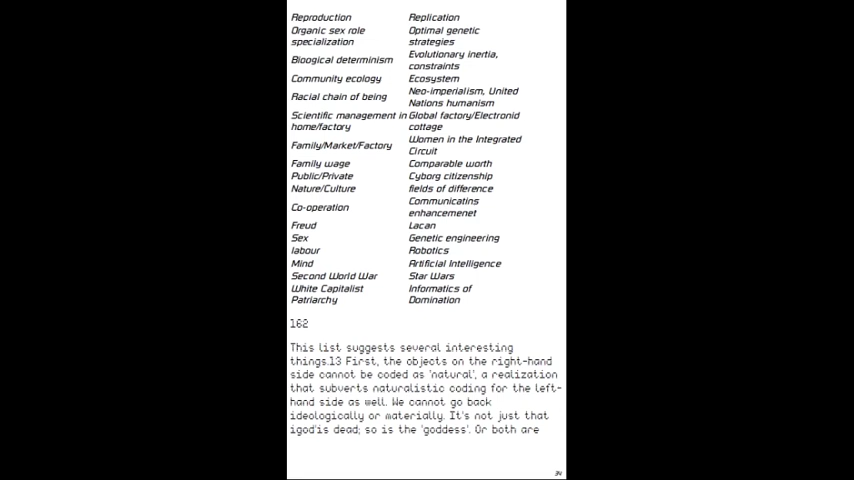 Reproduction Replication
Organic sex role specialization Optimal genetic strategies
Bioogical determinism Evolutionary inertia, constraints
Community ecology Ecosystem
Racial chain of being Neo-imperialism, United Nations humanism
Scientific management in home/factory Global factory/Electronid cottage
Family/Market/Factory Women in the Integrated Circuit
Family wage Comparable worth
Public/Private Cyborg citizenship
Nature/Culture fields of difference
Co-operation Communicatins enhancemenet
Freud Lacan
Sex Genetic engineering
labour Robotics
Mind Artificial Intelligence
Second World War Star Wars
White Capitalist Patriarchy Informatics of Domination
162
This list suggests several interesting
things.13 First, the objects on the right-hand
side cannot be coded as 'natural', a realization
that subverts naturalistic coding for the left-
hand side as well. We cannot go back
ideologically or materially. It's not just that
igod'is dead; so is the 'goddess'. Or both are
34